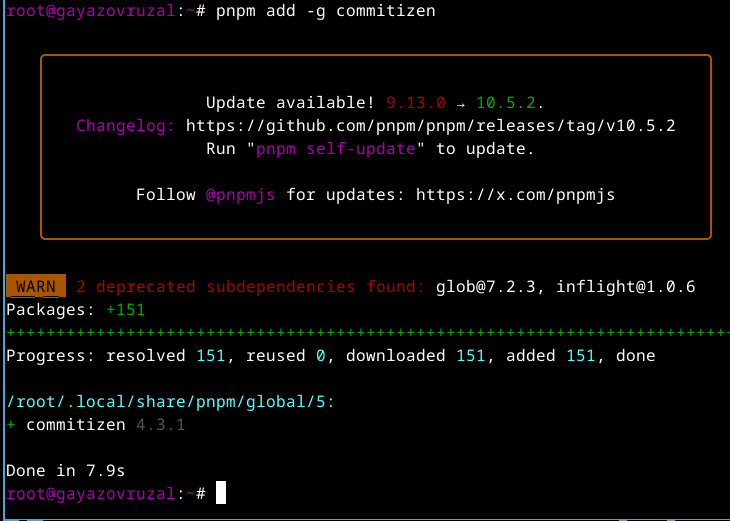 root@gayazovruzal:~# pnpm add -g commitizen
Update available! 9.13.0 → 10.5.2.
Changelog: https://github.com/pnpm/pnpm/releases/tag/v10.5.2
Run "pnpm self-update" to update.
Follow @pnpmjs for updates: https://x.com/pnpmjs
WARN 2 deprecated subdependencies found: glob@7.2.3, inflight@1.0.6
Packages: +151
+++++++++++++++++++++++++++++++++++++++++++++++++++++++++++++++++++++++++
Progress: resolved 151, reused 0, downloaded 151, added 151, done
/root/.local/share/pnpm/global/5:
+ commitizen 4.3.1
Done in 7.9s
root@gayazovruzal:~#